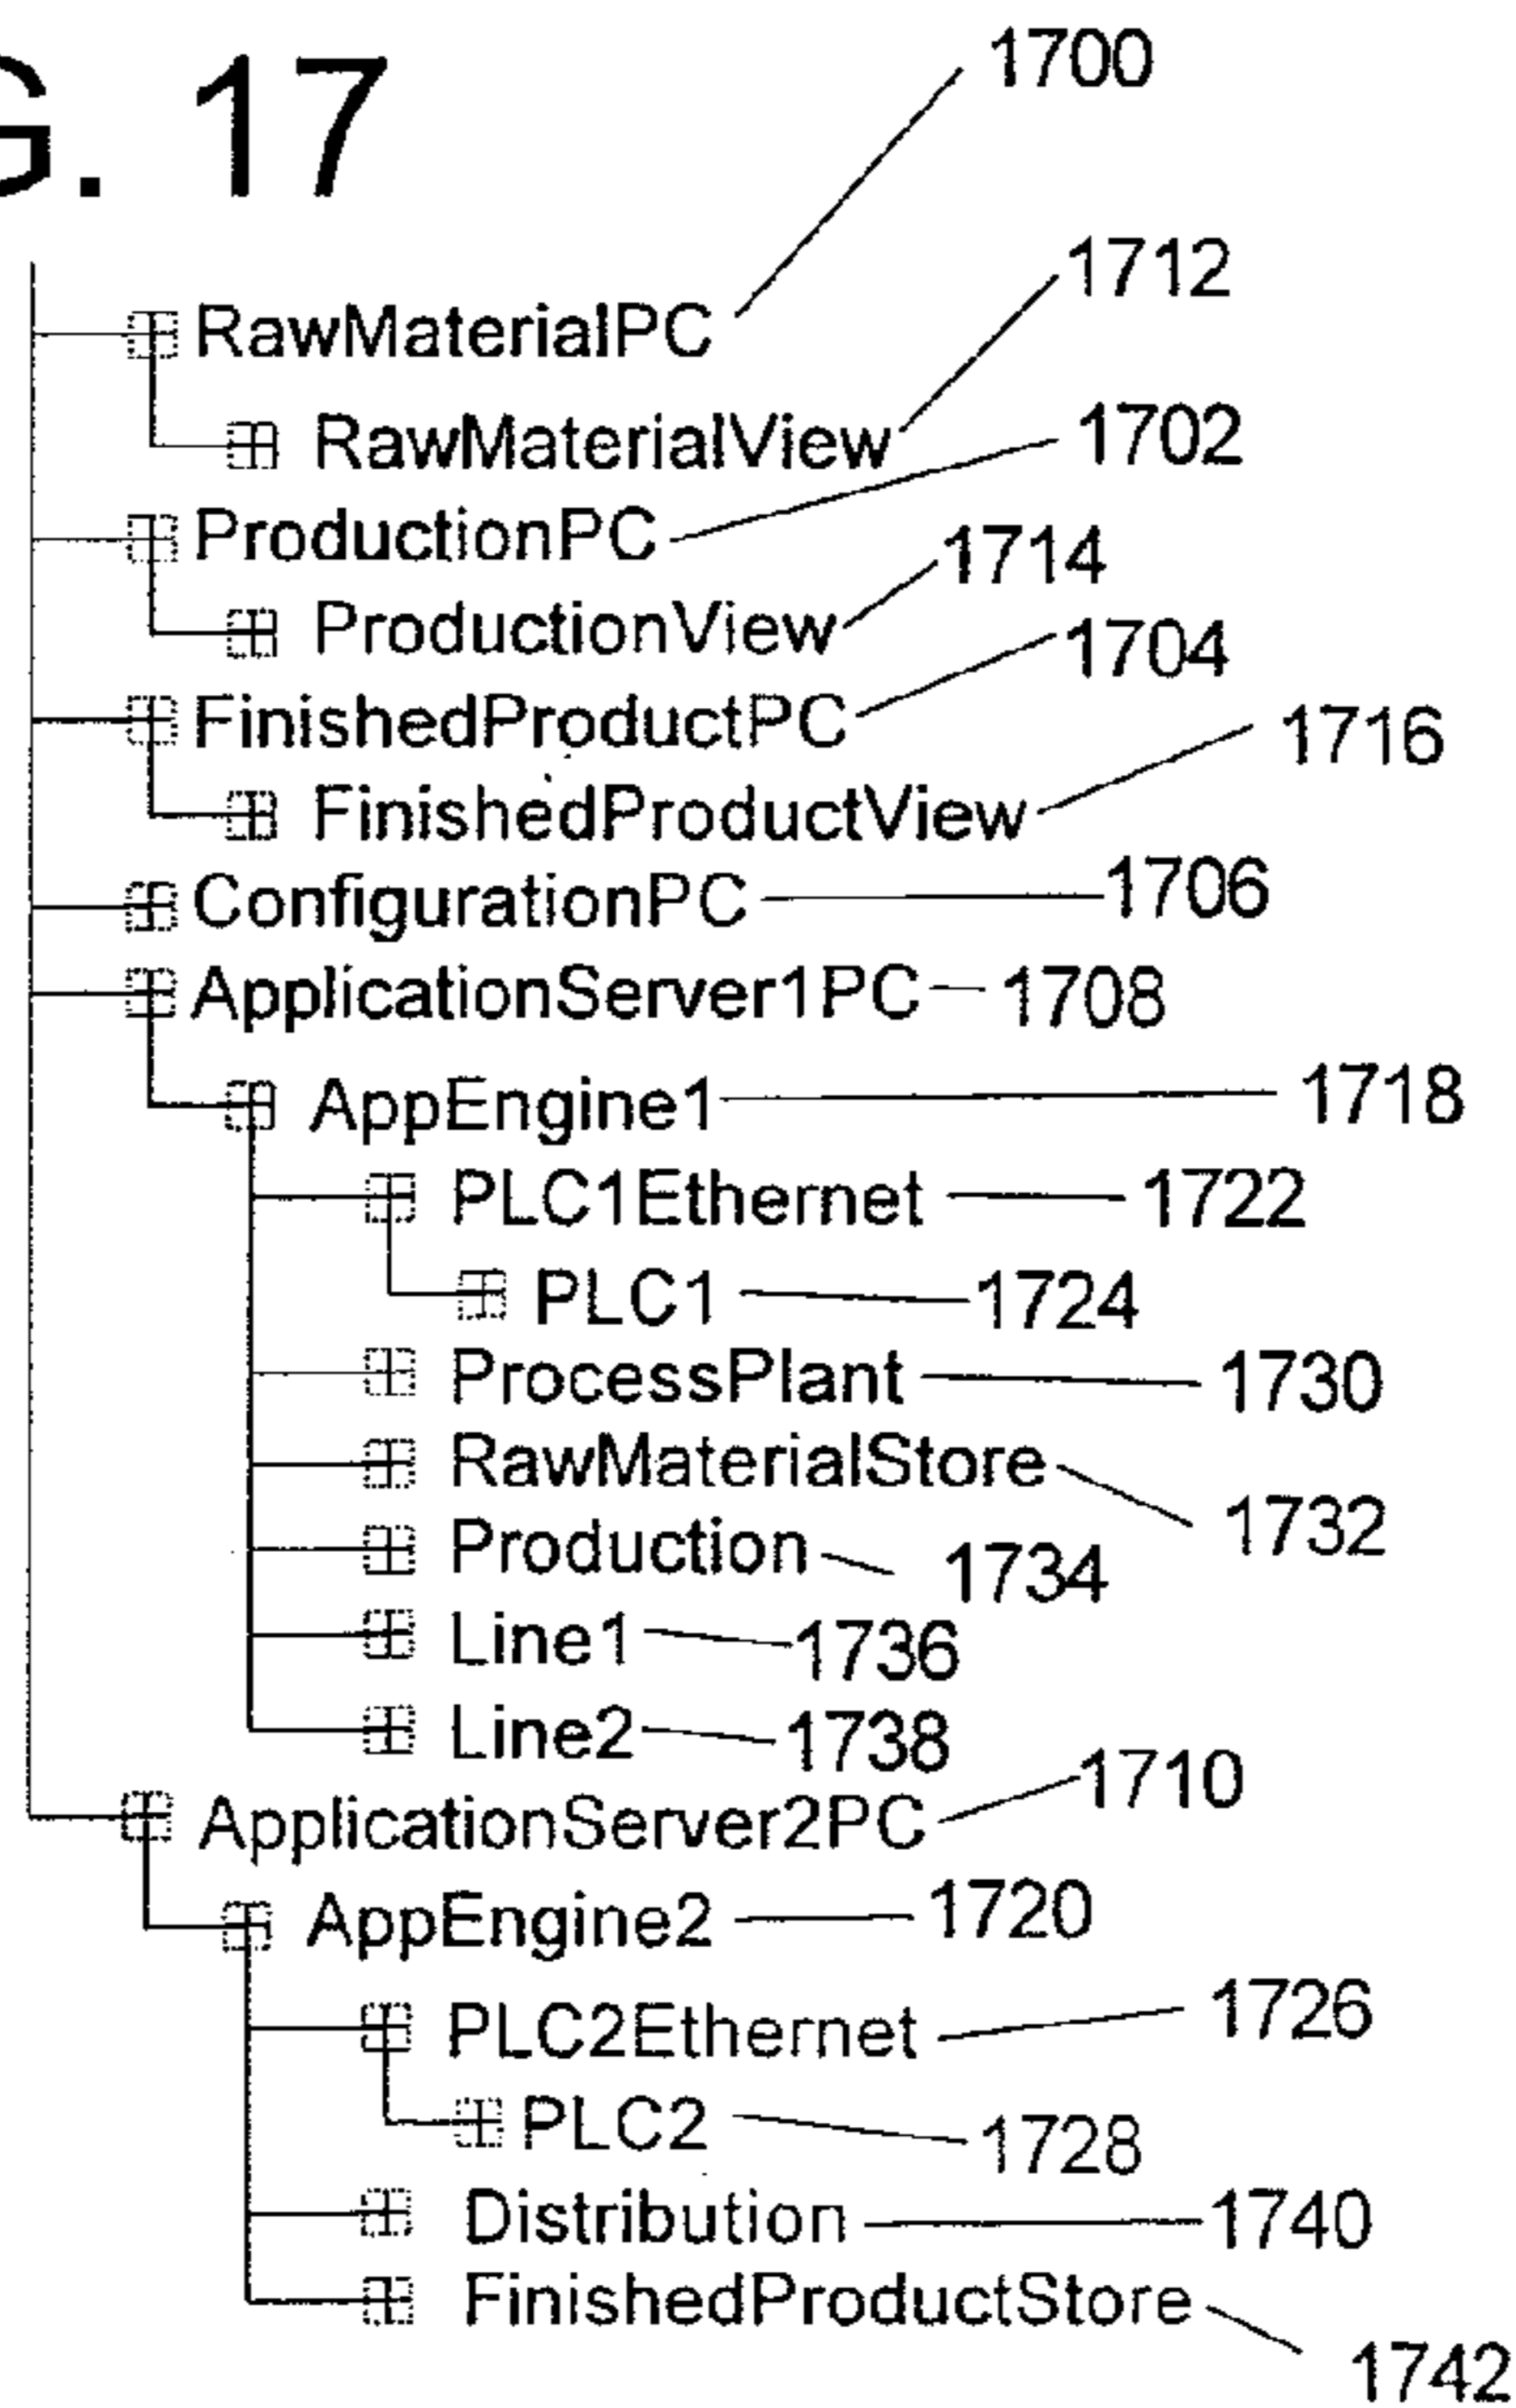 G. 17
1700
RawMaterialPC
1712
RawMaterialView
1702
ProductionPC
1714
ProductionView
1704
FinishedProductPC
1716
FinishedProductView
ConfigurationPC 1706
ApplicationServer1PC 1708
AppEngine1 1718
PLC1Ethernet 1722
PLC1 1724
ProcessPlant 1730
RawMaterialStore
1732
Production 1734
Line1 1736
Line2 1738
1710
ApplicationServer2PC
AppEngine2 1720
PLC2Ethernet 1726
PLC2 1728
Distribution 1740
FinishedProductStore
1742